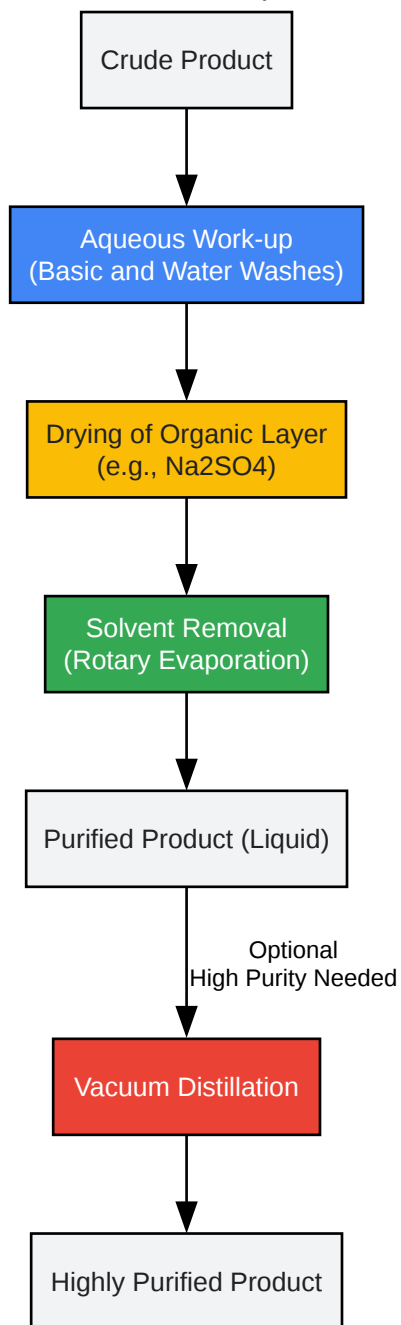 Crude Product
Aqueous Work-up
(Basic and Water Washes)
Drying of Organic Layer
(e.g., Na2SO4)
Solvent Removal
(Rotary Evaporation)
Purified Product (Liquid)
Optional
High Purity Needed
Vacuum Distillation
Highly Purified Product